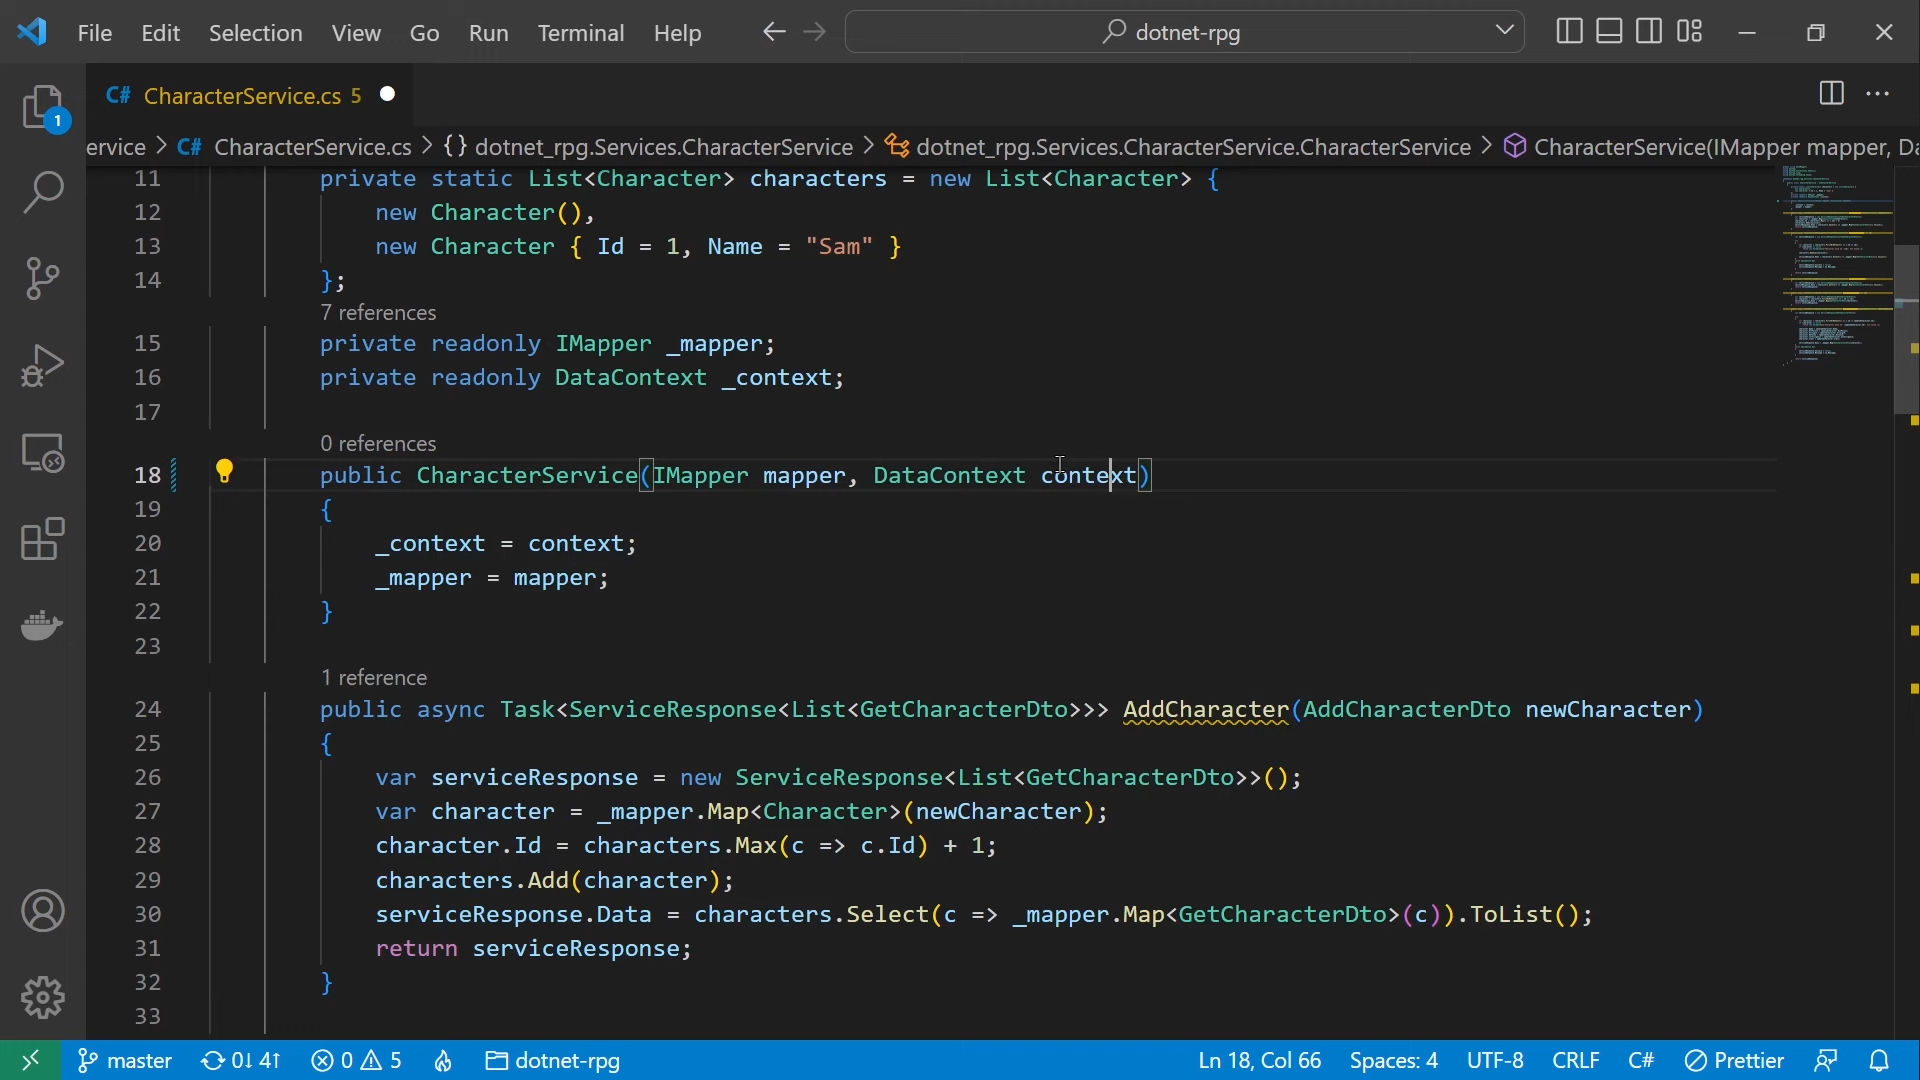 File Edit Selection View Go Run Terminal Help dotnet-rpg
C# CharacterService.cs 5
ervice > C# CharacterService.cs > {} dotnet_rpg.Services.CharacterService > dotnet_rpg.Services.CharacterService.CharacterService > CharacterService(IMapper mapper, Da
11 private static List<Character> characters = new List<Character> {
12 new Character(),
13 new Character { Id = 1, Name = "Sam" }
14 };
7 references
15 private readonly IMapper _mapper;
16 private readonly DataContext _context;
17
0 references
18 public CharacterService(IMapper mapper, DataContext context)
19 {
20 _context = context;
21 _mapper = mapper;
22 }
23
1 reference
24 public async Task<ServiceResponse<List<GetCharacterDto>>> AddCharacter(AddCharacterDto newCharacter)
25 {
26 var serviceResponse = new ServiceResponse<List<GetCharacterDto>>();
27 var character = _mapper.Map<Character>(newCharacter);
28 character.Id = characters.Max(c => c.Id) + 1;
29 characters.Add(character);
30 serviceResponse.Data = characters.Select(c => _mapper.Map<GetCharacterDto>(c)).ToList();
31 return serviceResponse;
32 }
33
1
master 0↓ 4↑ 0 5 dotnet-rpg Ln 18, Col 66 Spaces: 4 UTF-8 CRLF C# Prettier